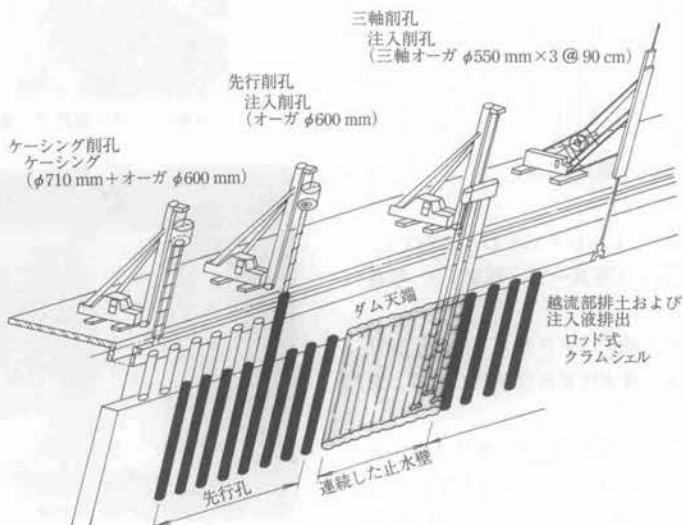 三軸削孔
注入削孔
(三軸オーガ φ550 mm×3 @ 90 cm)
先行削孔
注入削孔
(オーガ φ600 mm)
ケーシング削孔
ケーシング
(φ710 mm+オーガ φ600 mm)
ダム天端
越流部排土および
注入液排出
ロッド式
クラムシェル
先行孔
連続した止水壁